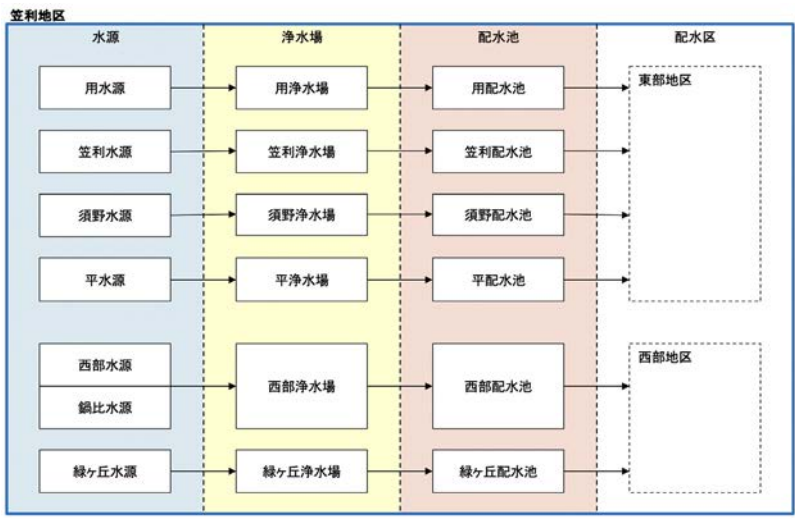 笠利地区
水源
浄水場
配水池
配水区
用水源
用浄水場
用配水池
東部地区
笠利水源
笠利浄水場
笠利配水池
須野水源
須野浄水場
須野配水池
平水源
平浄水場
平配水池
西部水源
鍋比水源
西部浄水場
西部配水池
西部地区
緑ヶ丘水源
緑ヶ丘浄水場
緑ヶ丘配水池